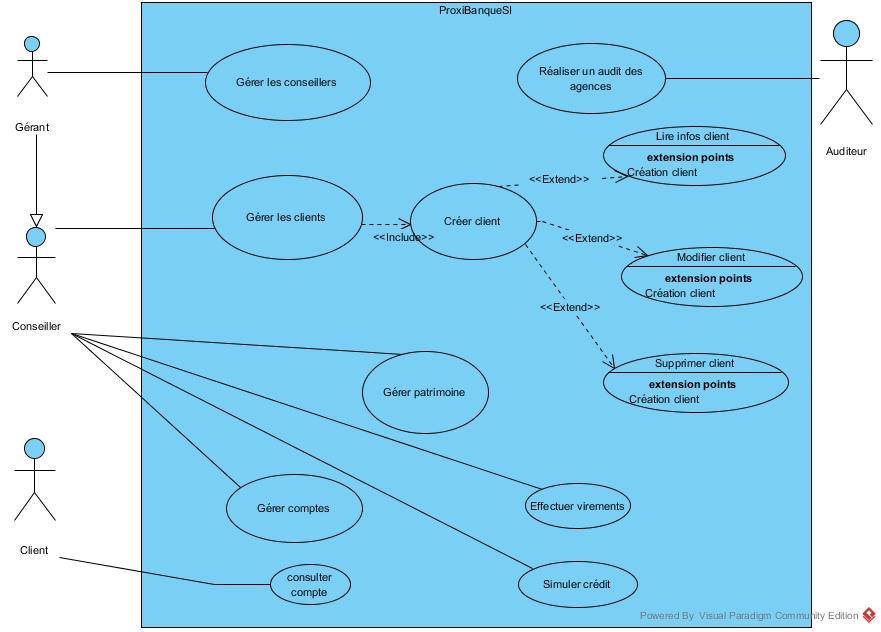 ProxiBanqueSI
Gérant
Gérer les conseillers
Réaliser un audit des
agences
Auditeur
Lire infos client
extension points
Création client
<<Extend>>
Gérer les clients
<<Include>>
Créer client
<<Extend>>
Modifier client
extension points
Création client
<<Extend>>
Conseiller
Supprimer client
extension points
Création client
Gérer patrimoine
Gérer comptes
Effectuer virements
Client
consulter
compte
Simuler crédit
Powered By Visual Paradigm Community Edition